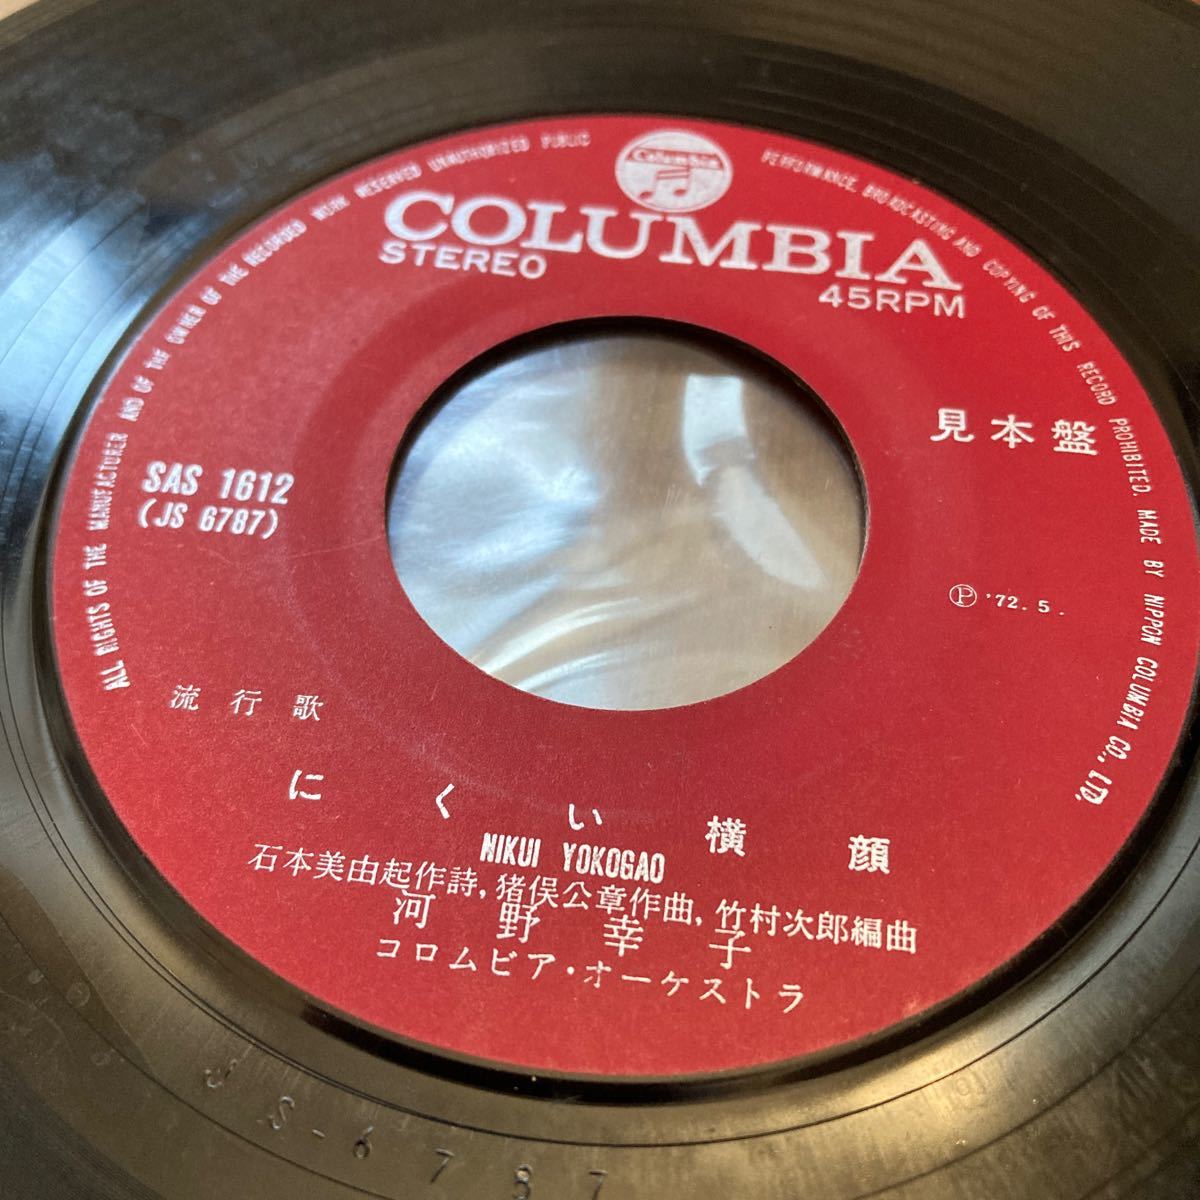 Columbia
COLUMBIA
STEREO
45RPM
見本盤
SAS 1612
(JS 6787)
Ⓟ '72. 5.
流行歌
にくい横顔
NIKUI YOKOGAO
石本美由起作詩, 猪俣公章作曲, 竹村次郎編曲
河野幸子
コロムビア・オーケストラ
ALL RIGHTS OF THE MANUFACTURER AND OF THE OWNER OF THE RECORDED WORK RESERVED UNAUTHORIZED PUBLIC PERFORMANCE, BROADCASTING AND COPYING OF THIS RECORD PROHIBITED. MADE BY NIPPON COLUMBIA CO., LTD.
JS-6787